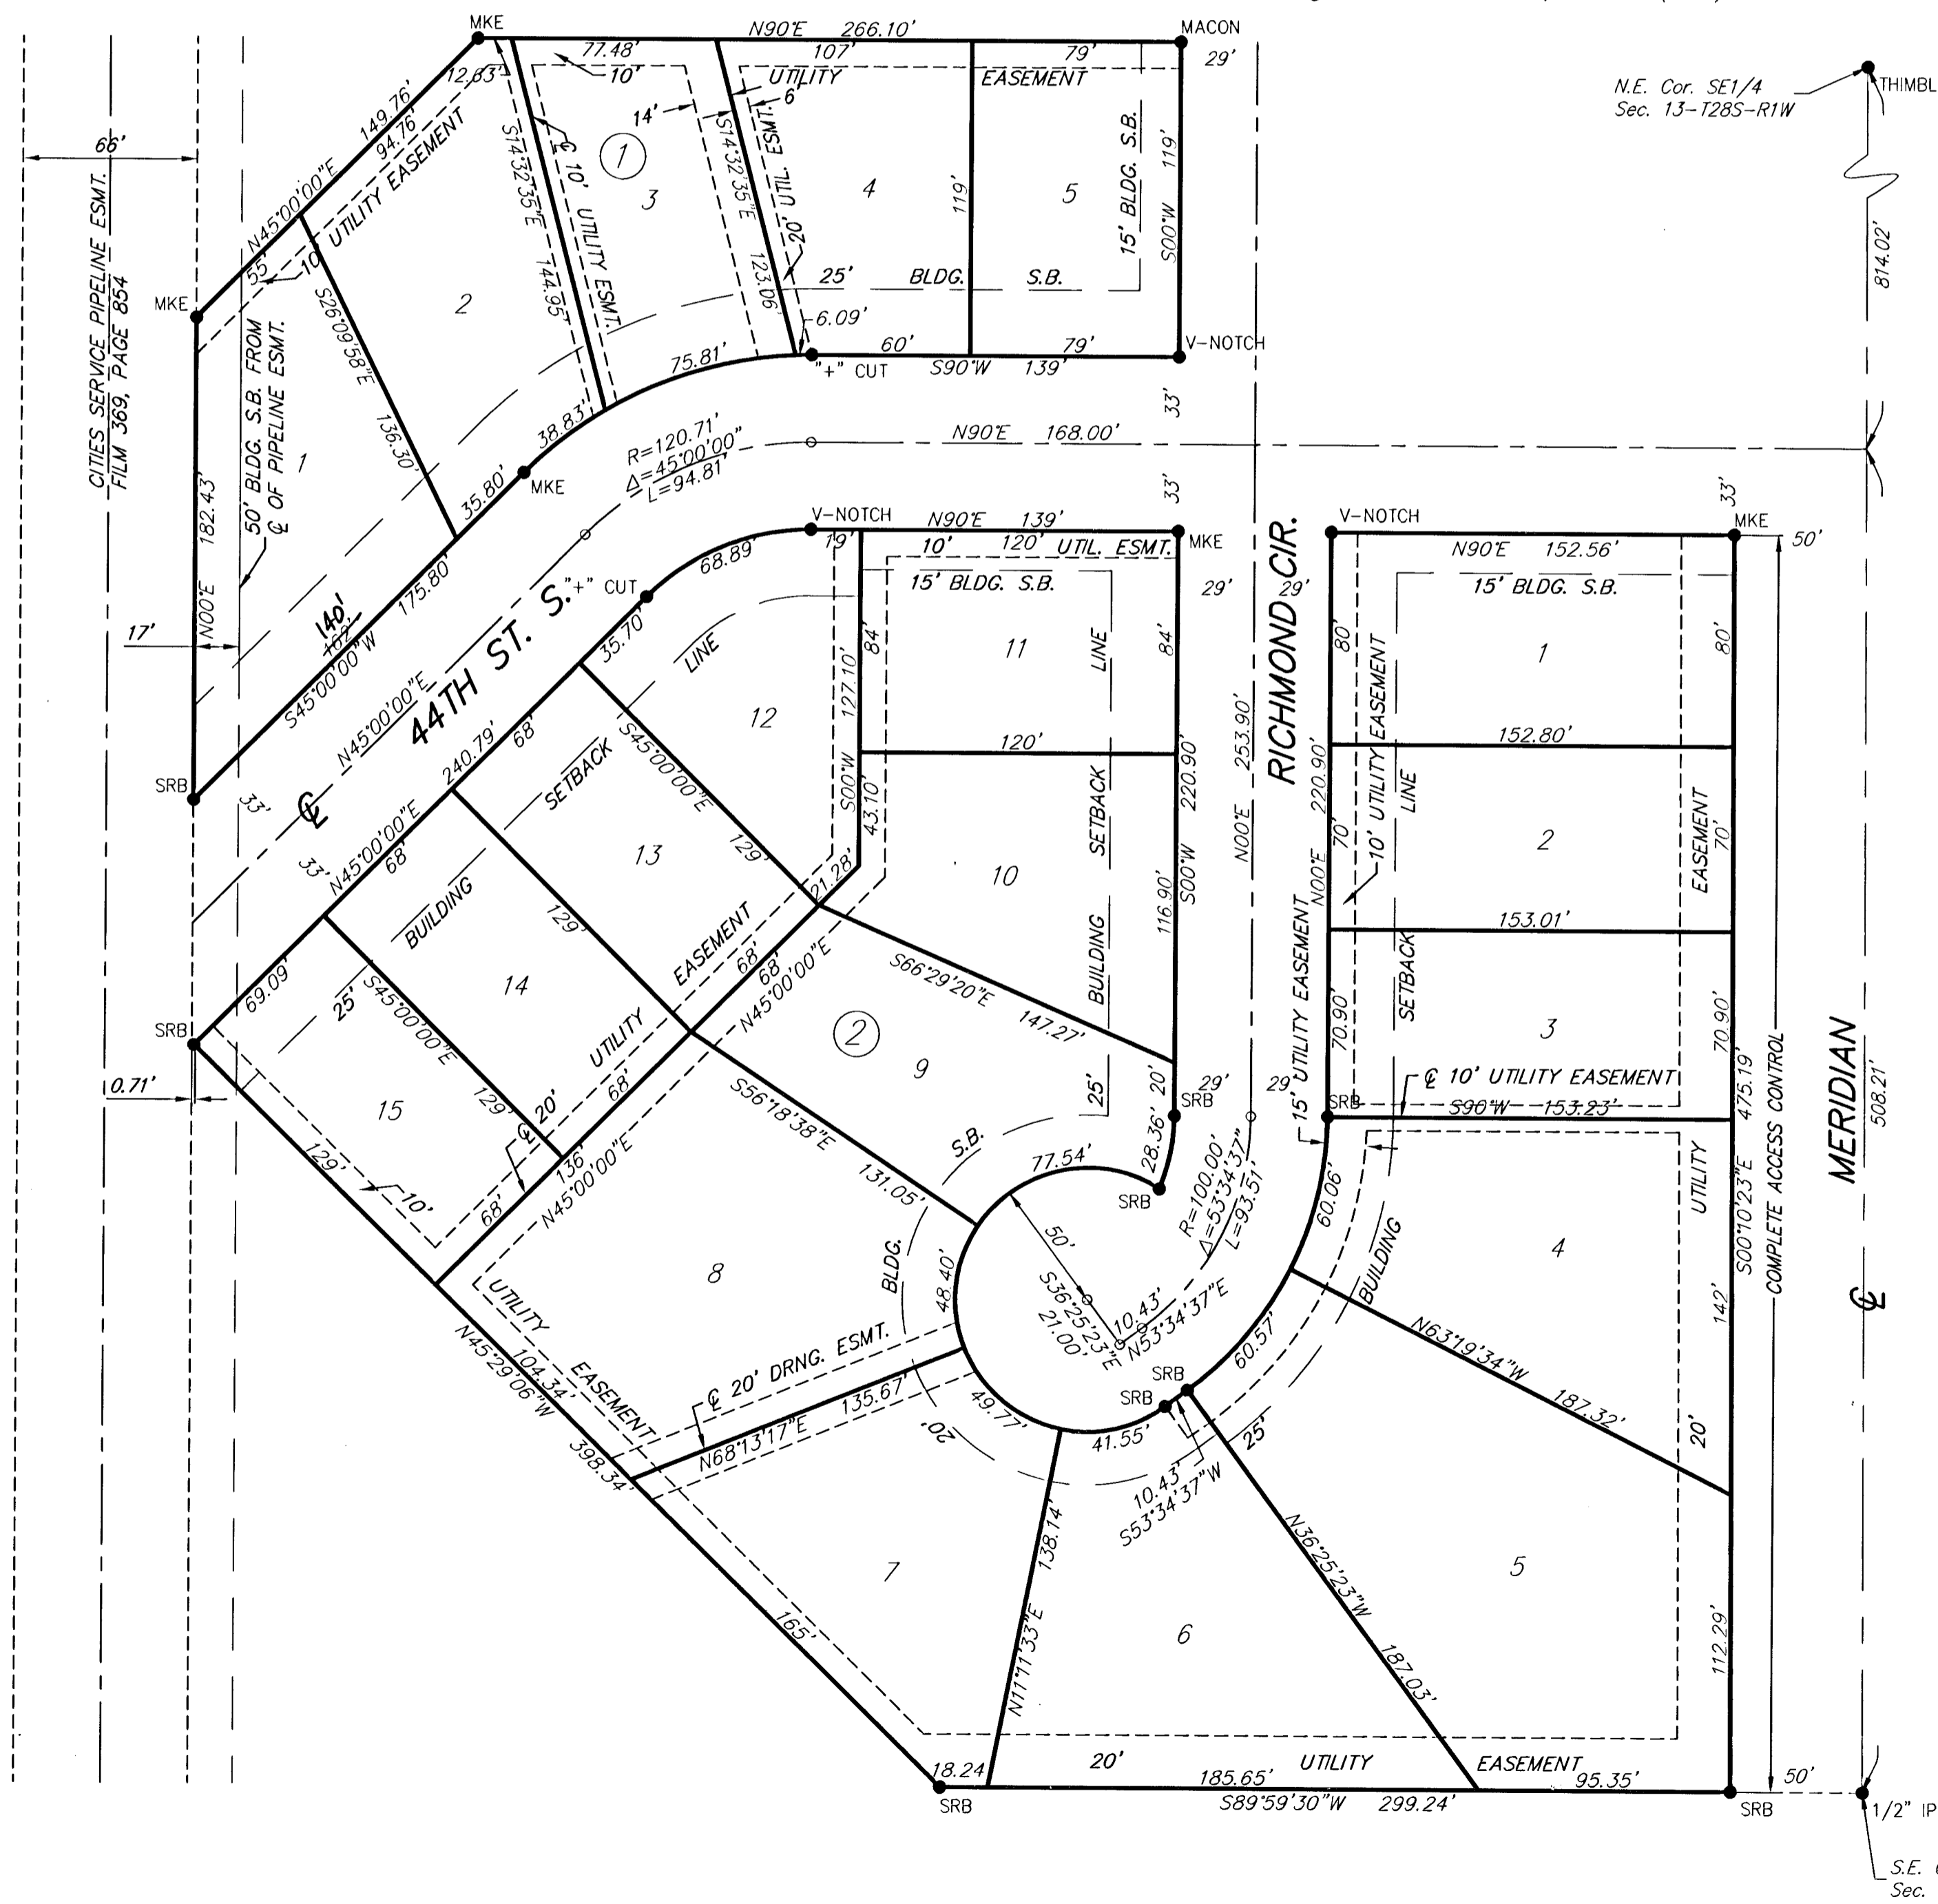 MKE
N90°E 266.10'
MACON
77.48'
107'
79'
29'
12.63'
10'
UTILITY EASEMENT
6'
14'
149.76'
94.76'
N45°00'00"E
UTILITY EASEMENT
55'
10'
66'
CITIES SERVICE PIPELINE ESMT.
FILM 369, PAGE 854
N.E. Cor. SE1/4
Sec. 13-T28S-R1W
THIMBL
814.02'
S14°32'35"E
144.95'
℄ 10' UTILITY ESMT.
1
3
S14°32'35"E
123.06'
20' UTIL. ESMT.
4
119'
5
15' BLDG. S.B.
S00°W 119'
25' BLDG. S.B.
MKE
2
S26°09'58"E
136.30'
1
50' BLDG. S.B. FROM
℄ OF PIPELINE ESMT.
N00°E 182.43'
6.09'
75.81'
60'
79'
V-NOTCH
"+" CUT
S90°W 139'
38.83'
35.80'
MKE
R=120.71'
Δ=45°00'00"
L=94.81'
N90°E 168.00'
33'
33'
33'
175.80'
140'
162'
S45°00'00"W
17'
SRB
N45°00'00"E
44TH ST. S.
℄
33'
33'
V-NOTCH
N90°E 139'
19'
10' 120' UTIL. ESMT.
MKE
15' BLDG. S.B.
68.89'
"+" CUT
35.70'
LINE
12
127.10'
84'
11
LINE
84'
29'
29'
RICHMOND CIR.
V-NOTCH
MKE
50'
N90°E 152.56'
15' BLDG. S.B.
80'
1
80'
152.80'
240.79'
68'
N45°00'00"E
68'
SETBACK
S45°00'00"E
129'
13
BUILDING
129'
14
S00°W
43.10'
21.28'
120'
10
SETBACK
BUILDING
220.90'
S00°W
116.90'
N00°E 253.90'
N00°E 220.90'
70'
10' UTILITY EASEMENT
LINE
2
EASEMENT
70'
153.01'
SETBACK
3
70.90'
70.90'
15' UTILITY EASEMENT
℄ 10' UTILITY EASEMENT
S90°W 153.23'
S00°10'23"E 475.19'
COMPLETE ACCESS CONTROL
508.21'
MERIDIAN
℄
69.09'
SRB
0.71'
25'
S45°00'00"E
129'
15
129'
10'
UTILITY EASEMENT
68'
68'
N45°00'00"E
68'
℄ 20'
136'
68'
N45°00'00"E
S66°29'20"E
147.27'
2
9
25'
20'
SRB
29'
29'
SRB
S56°18'38"E
131.05'
S.B.
77.54'
28.36'
SRB
R=100.00'
Δ=53°34'37"
L=93.51'
60.06'
4
UTILITY
142'
BUILDING
8
BLDG.
48.40'
50'
S36°25'23"E
21.00'
10.43'
N53°34'37"E
60.57'
N63°19'34"W
187.32'
20'
UTILITY
EASEMENT
N45°29'06"W
104.34'
398.34'
℄ 20' DRNG. ESMT.
135.67'
N68°13'17"E
49.77'
20'
41.55'
SRB
SRB
10.43'
S53°34'37"W
25'
7
165'
138.14'
N11°11'33"E
6
N36°25'23"W
187.03'
5
112.29'
18.24
SRB
20' UTILITY EASEMENT
185.65'
95.35'
S89°59'30"W 299.24'
50'
SRB
1/2" IP
S.E.
Sec.